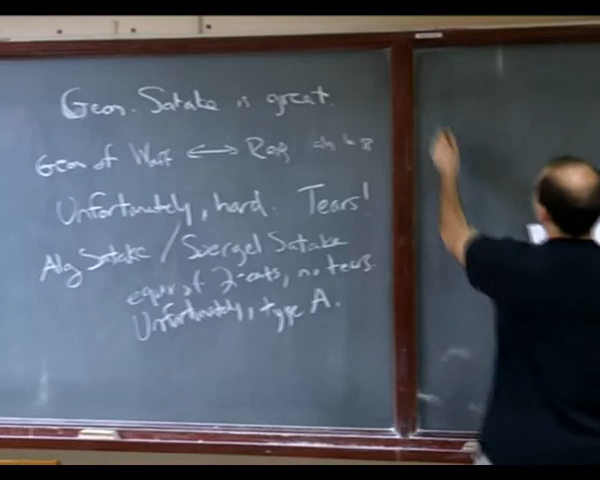 Geom. Satake is great.
Geom of ⟷ Rep
Unfortunately, hard. Tears!
Alg Satake / Soergel Satake
equiv of 2-cats, no tears.
Unfortunately, type A.